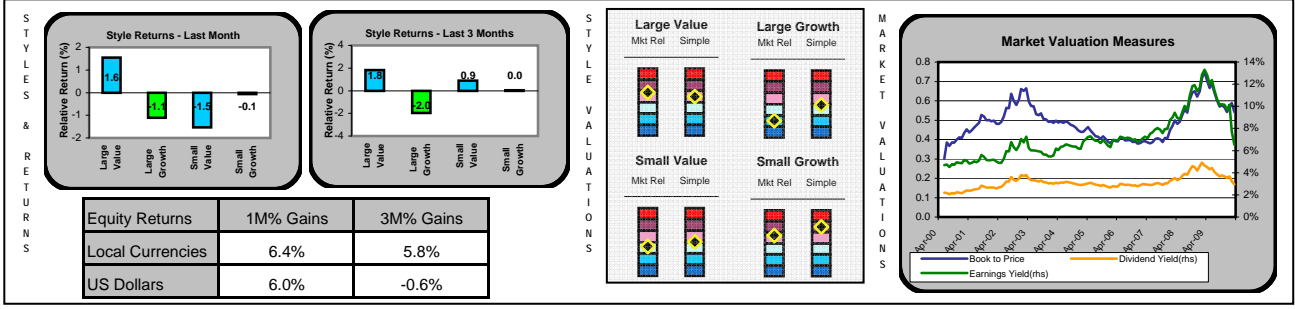 STYLES & RETURNS
Style Returns - Last Month
Relative Return (%)
2
1
0
-1
-2
1.6
-1.1
-1.5
-0.1
Large Value
Large Growth
Small Value
Small Growth
Style Returns - Last 3 Months
Relative Return (%)
4
2
0
-2
-4
1.8
-2.0
0.9
0.0
Large Value
Large Growth
Small Value
Small Growth
Equity Returns 1M% Gains 3M% Gains
Local Currencies 6.4% 5.8%
US Dollars 6.0% -0.6%
STYLE VALUATIONS
Large Value
Mkt Rel Simple
Large Growth
Mkt Rel Simple
Small Value
Mkt Rel Simple
Small Growth
Mkt Rel Simple
MARKET VALUATIONS
Market Valuation Measures
0.8
0.7
0.6
0.5
0.4
0.3
0.2
0.1
0.0
14%
12%
10%
8%
6%
4%
2%
0%
Apr-00
Apr-01
Apr-02
Apr-03
Apr-04
Apr-05
Apr-06
Apr-07
Apr-08
Apr-09
Book to Price
Dividend Yield(rhs)
Earnings Yield(rhs)